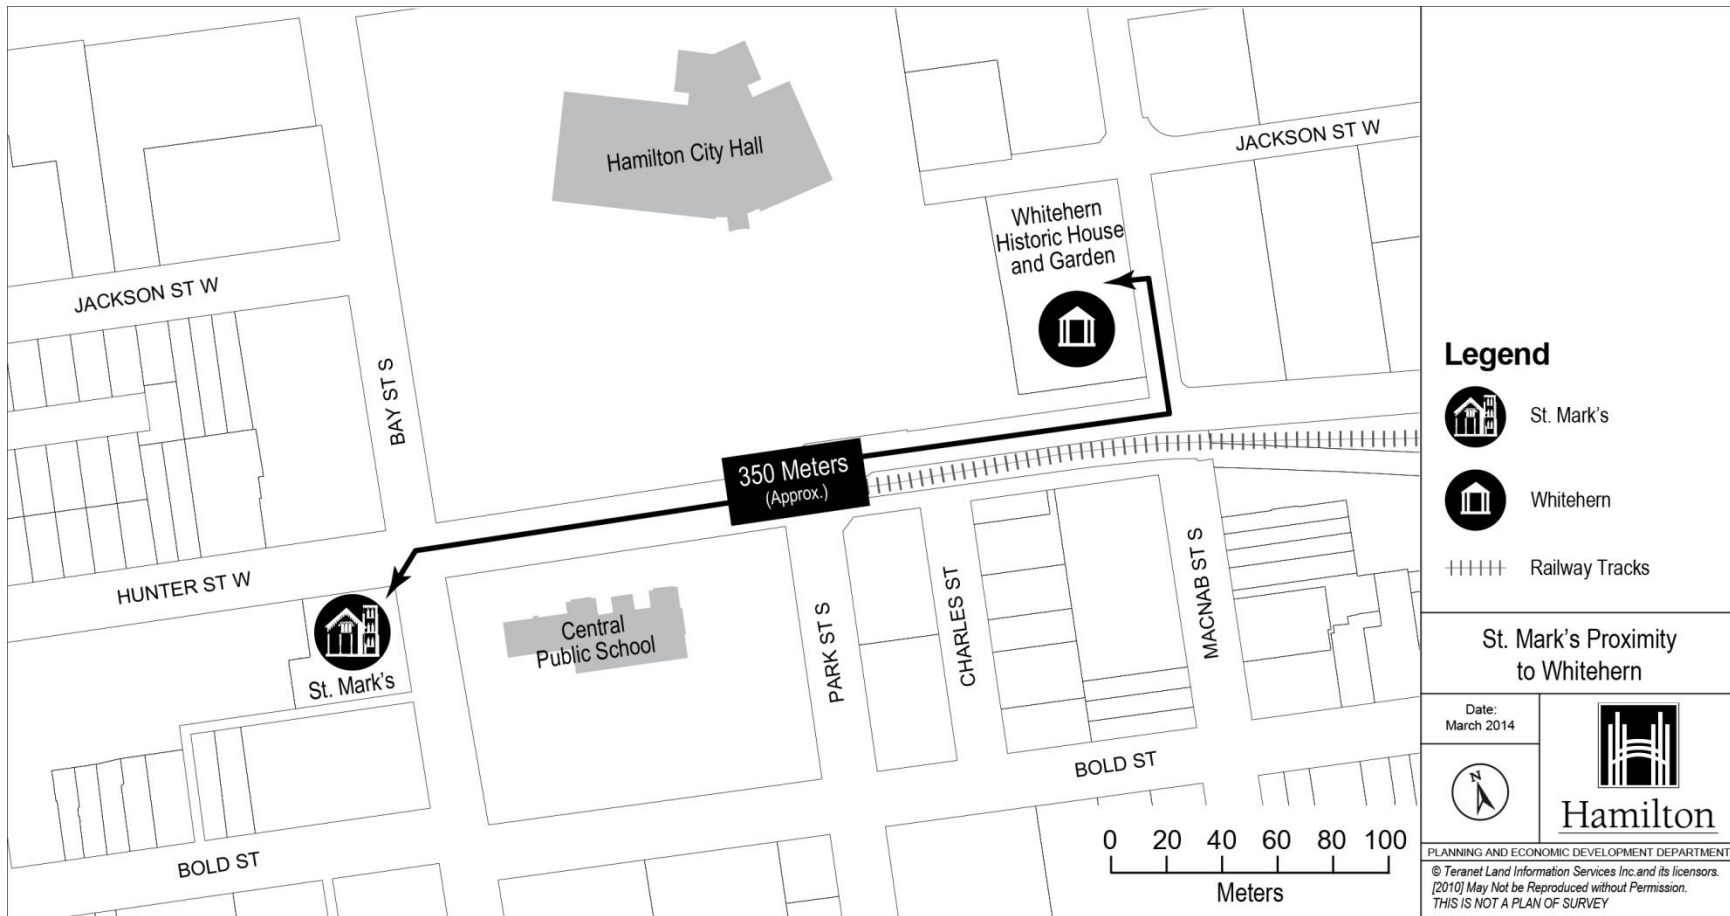 Hamilton City Hall
JACKSON ST W
Whitehern
Historic House
and Garden
JACKSON ST W
BAY ST S
350 Meters
(Approx.)
HUNTER ST W
St. Mark's
Central
Public School
PARK ST S
CHARLES ST
MACNAB ST S
BOLD ST
BOLD ST
0 20 40 60 80 100
Meters
Legend
St. Mark's
Whitehern
Railway Tracks
St. Mark's Proximity
to Whitehern
Date:
March 2014
N
Hamilton
PLANNING AND ECONOMIC DEVELOPMENT DEPARTMENT
© Teranet Land Information Services Inc.and its licensors.
[2010] May Not be Reproduced without Permission.
THIS IS NOT A PLAN OF SURVEY